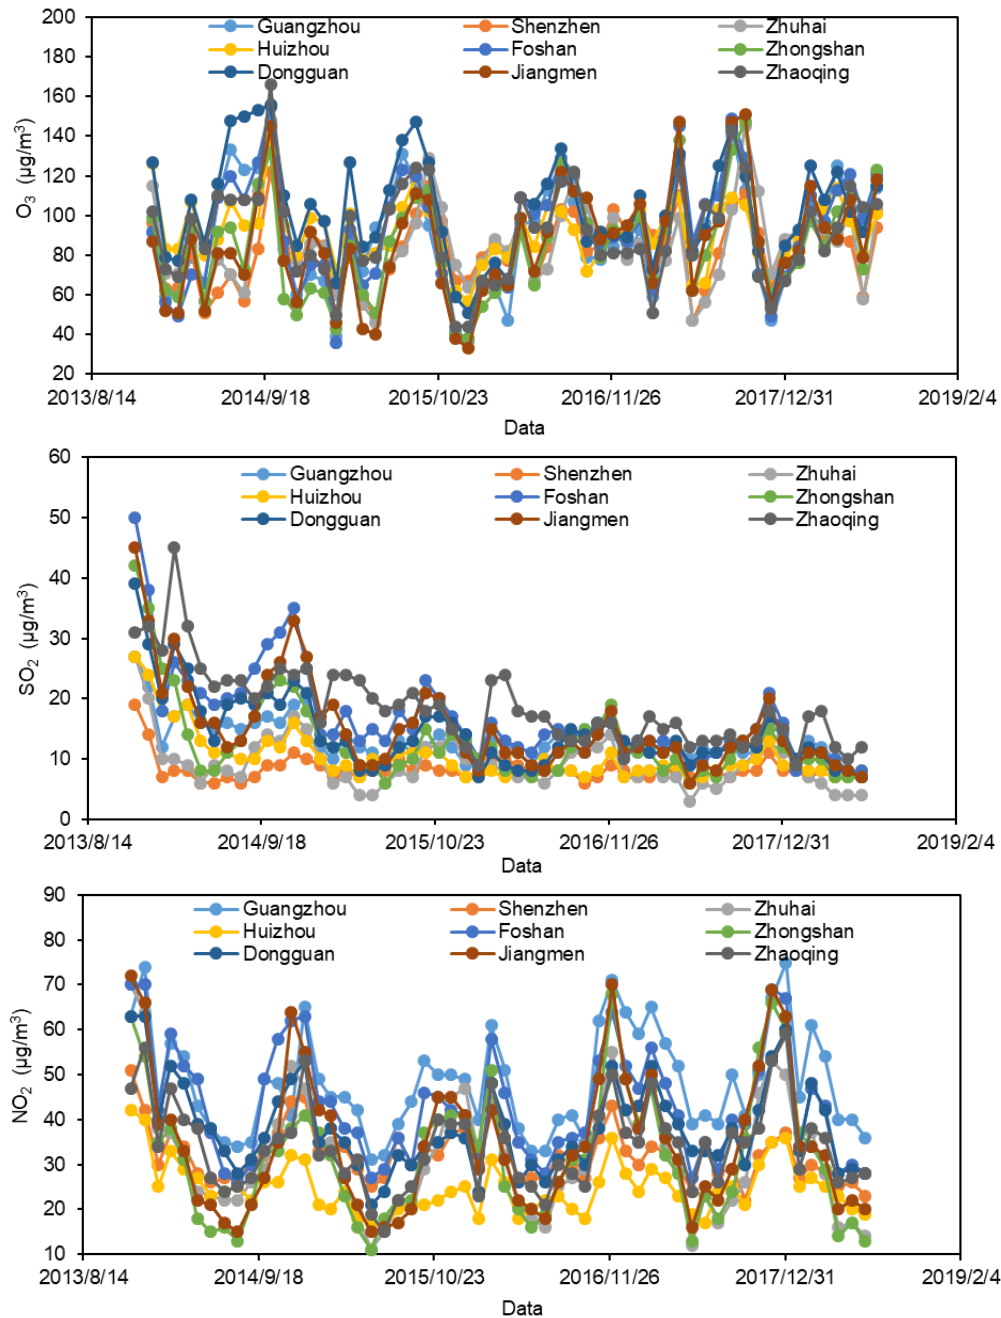 200
180
160
140
120
100
80
60
40
20
O₃ (µg/m³)
Guangzhou Shenzhen Zhuhai
Huizhou Foshan Zhongshan
Dongguan Jiangmen Zhaoqing
2013/8/14 2014/9/18 2015/10/23 2016/11/26 2017/12/31 2019/2/4
Data
60
50
40
30
20
10
0
SO₂ (µg/m³)
Guangzhou Shenzhen Zhuhai
Huizhou Foshan Zhongshan
Dongguan Jiangmen Zhaoqing
2013/8/14 2014/9/18 2015/10/23 2016/11/26 2017/12/31 2019/2/4
Data
90
80
70
60
50
40
30
20
10
NO₂ (µg/m³)
Guangzhou Shenzhen Zhuhai
Huizhou Foshan Zhongshan
Dongguan Jiangmen Zhaoqing
2013/8/14 2014/9/18 2015/10/23 2016/11/26 2017/12/31 2019/2/4
Data